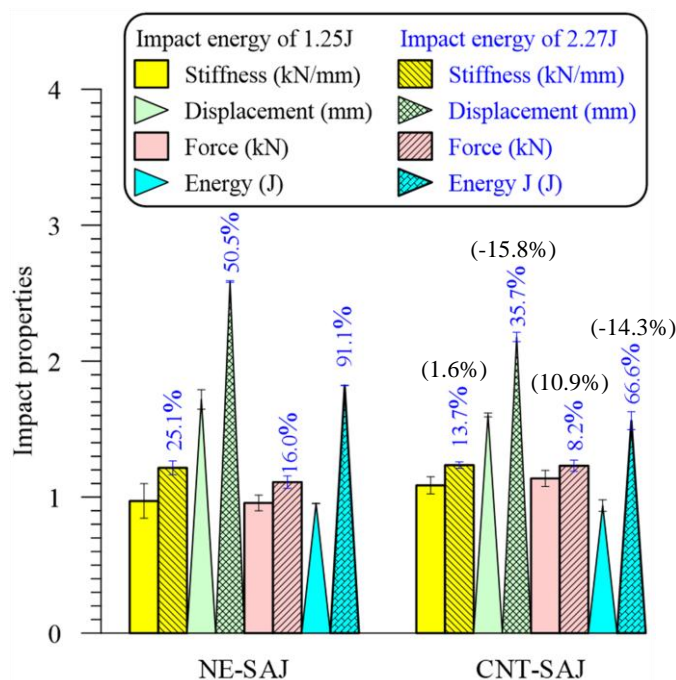 Impact energy of 1.25J
Stiffness (kN/mm)
Displacement (mm)
Force (kN)
Energy (J)
Impact energy of 2.27J
Stiffness (kN/mm)
Displacement (mm)
Force (kN)
Energy J (J)
Impact properties
4
3
2
1
0
25.1%
50.5%
16.0%
91.1%
(1.6%)
13.7%
(-15.8%)
35.7%
(10.9%)
8.2%
(-14.3%)
66.6%
NE-SAJ
CNT-SAJ